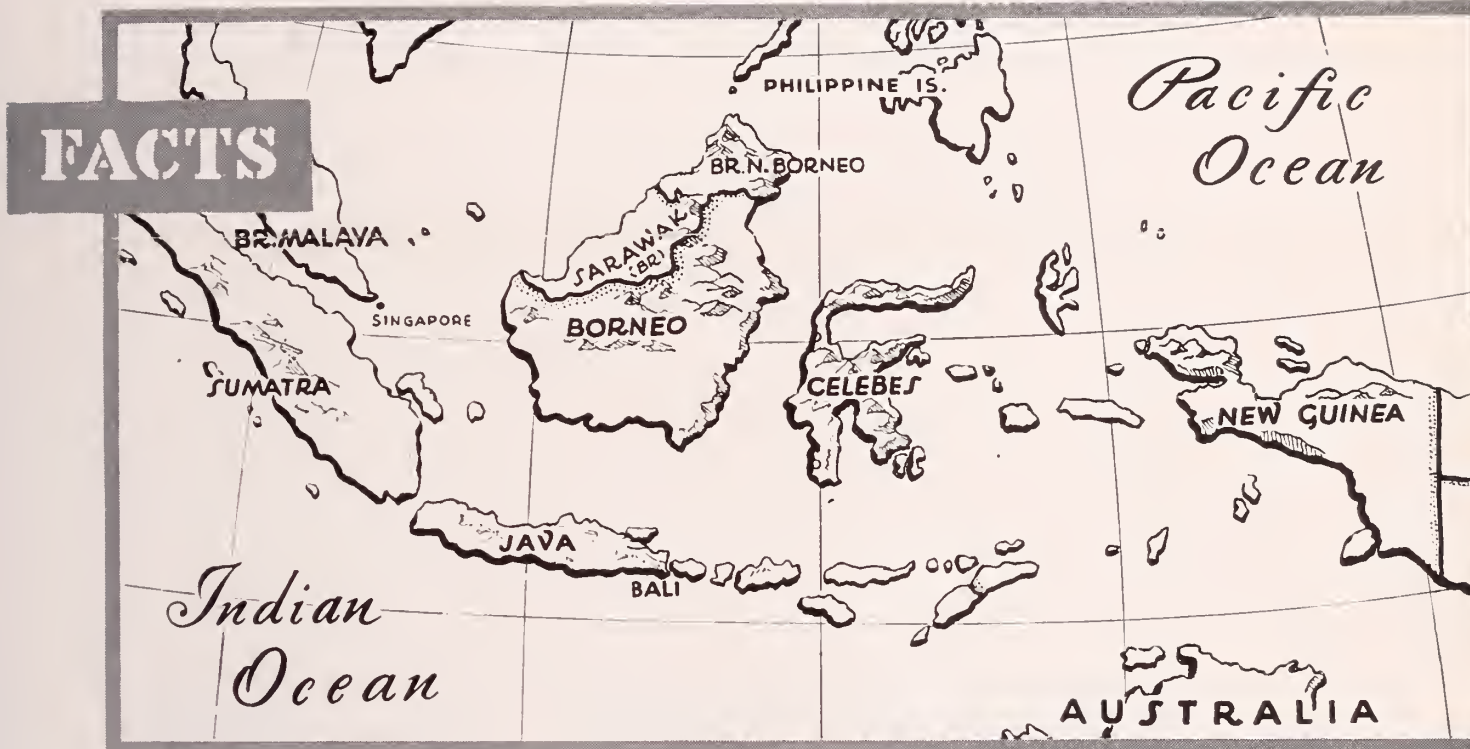 FACTS
PHILIPPINE IS.
Pacific
Ocean
BR. N. BORNEO
BR. MALAYA
SARAWAK
(BR)
SINGAPORE
BORNEO
SUMATRA
CELEBES
NEW GUINEA
JAVA
BALI
Indian
Ocean
AUSTRALIA